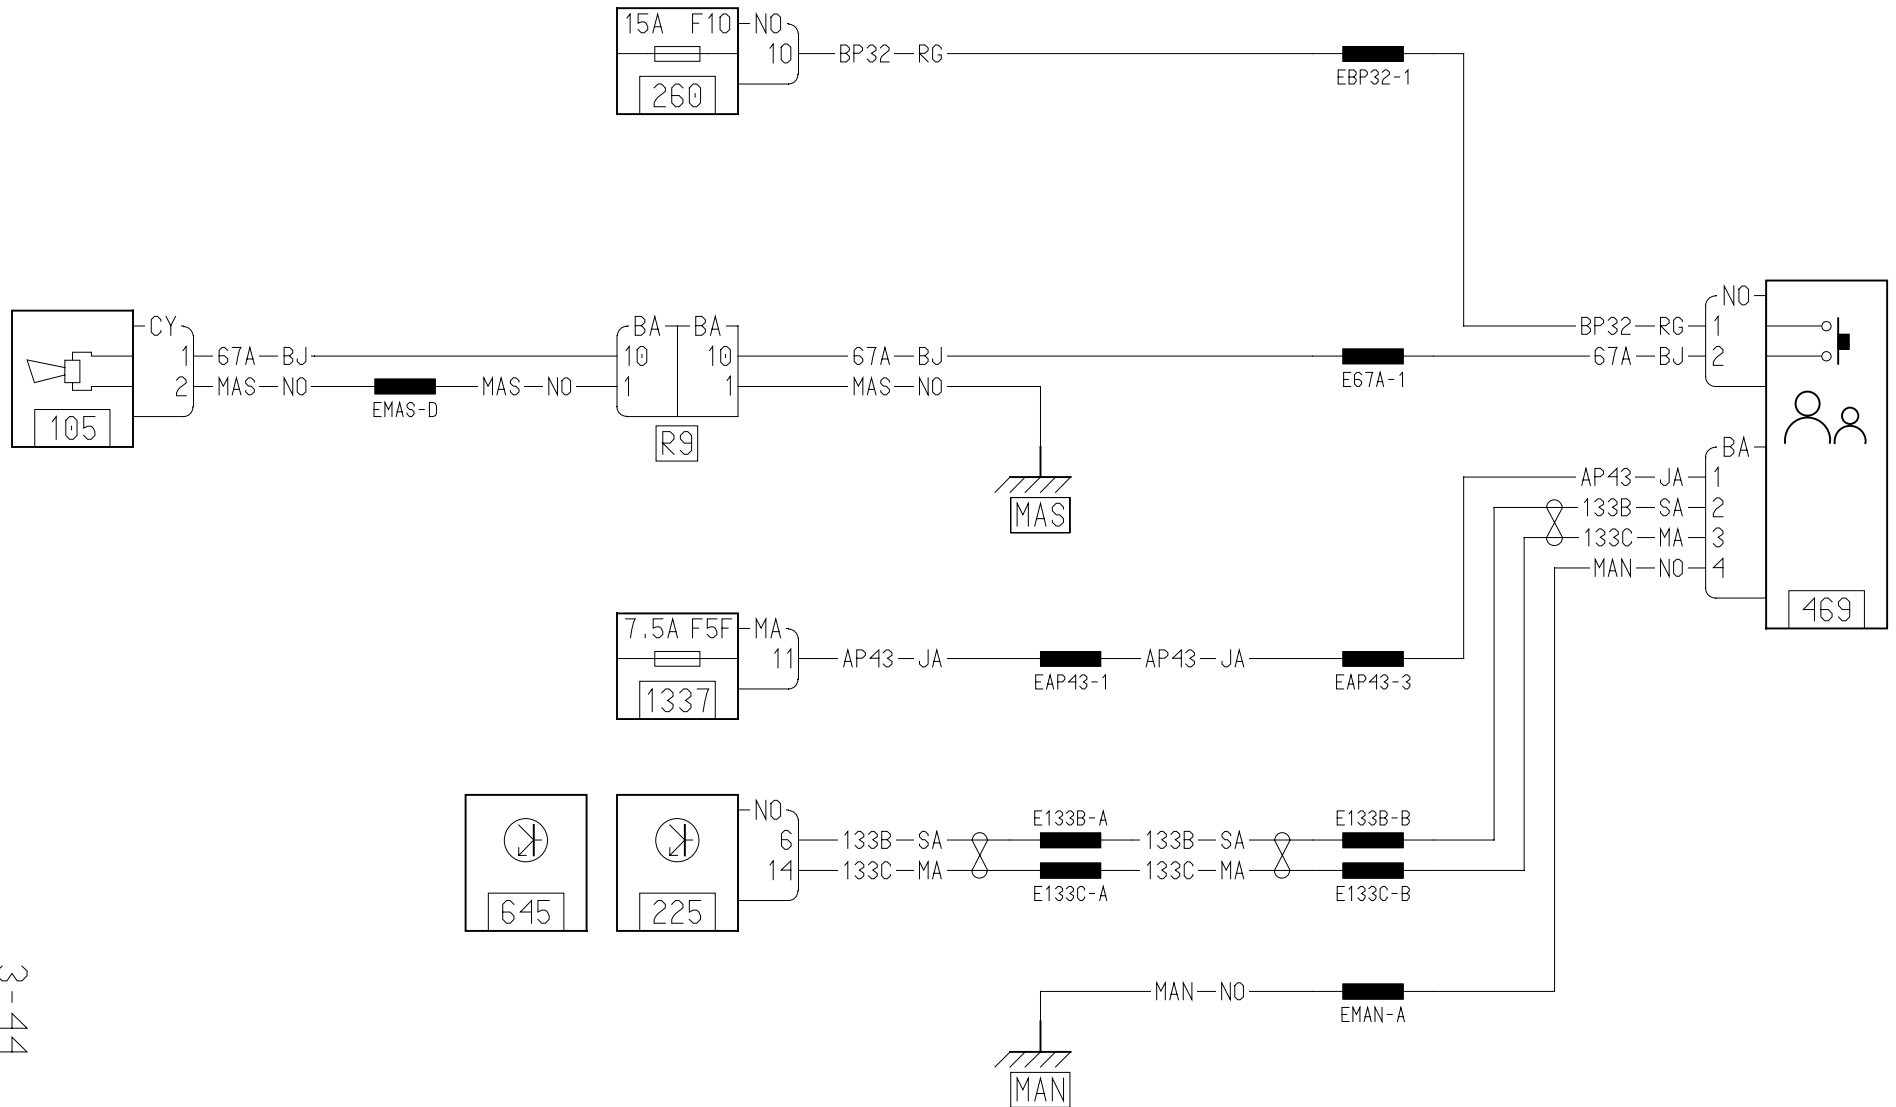 15A F10 NO
10 BP32 RG
EBP32-1
260
NO
BP32 RG 1
CY BA BA
1 67A BJ 10 10 67A BJ 67A BJ 2
E67A-1
2 MAS NO MAS NO 1 1 MAS NO
EMAS-D
105
R9
BA
AP43 JA 1
MAS
133B SA 2
133C MA 3
MAN NO 4
469
7.5A F5F MA
11 AP43 JA AP43 JA
EAP43-1 EAP43-3
1337
NO E133B-A E133B-B
6 133B SA 133B SA
14 133C MA 133C MA
E133C-A E133C-B
645 225
MAN NO
EMAN-A
MAN
3-44